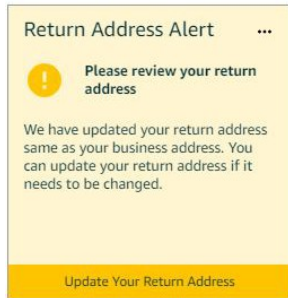 Return Address Alert ...
Please review your return
address
We have updated your return address
same as your business address. You
can update your return address if it
needs to be changed.
Update Your Return Address